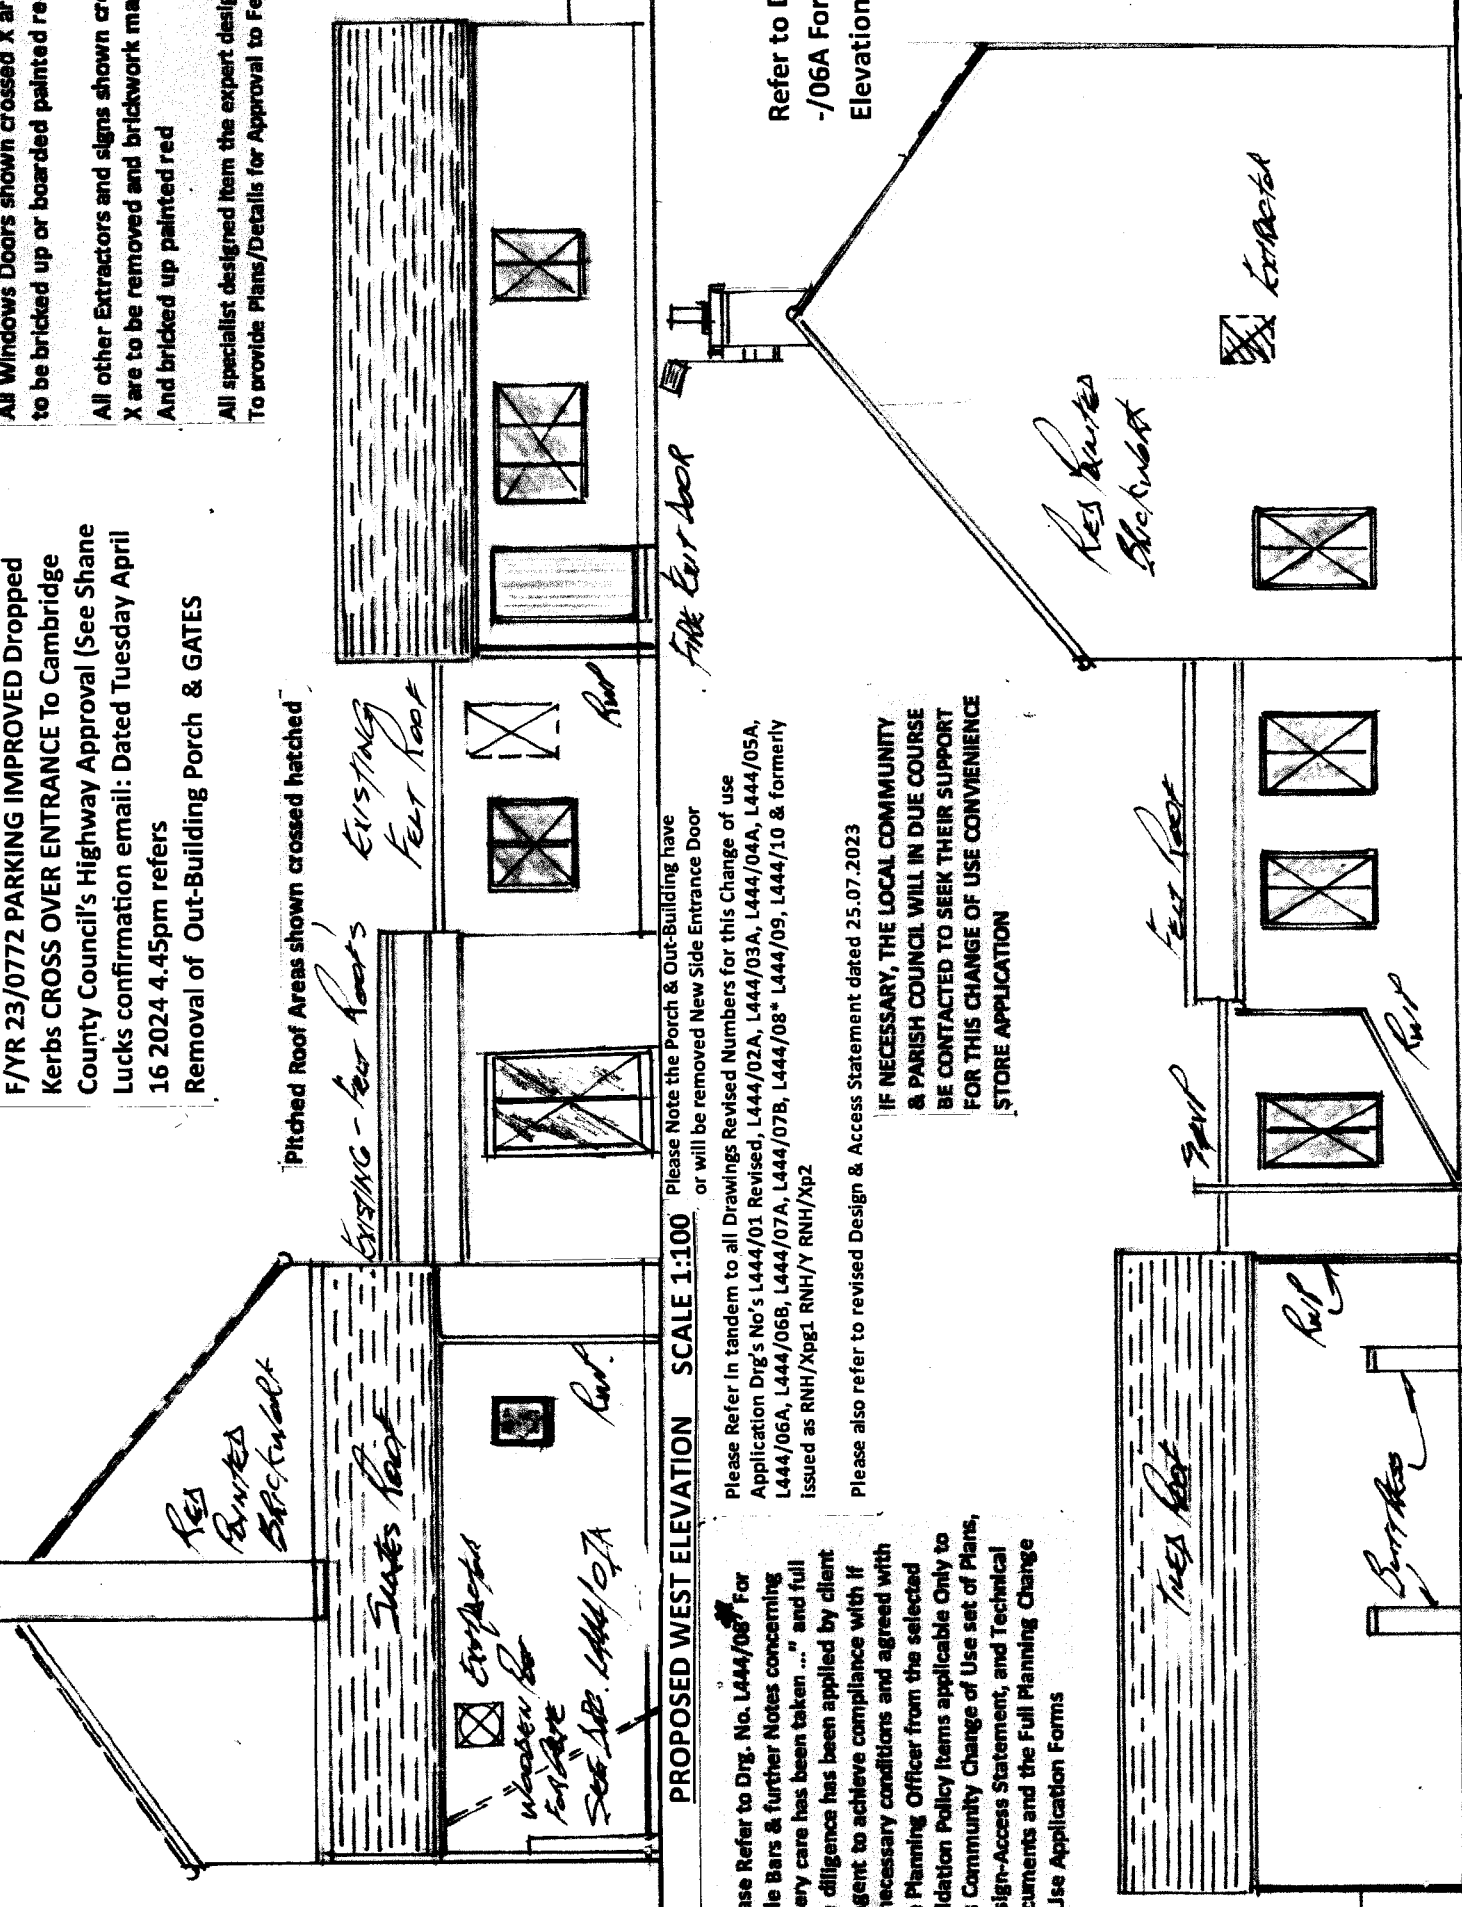 All Windows Doors shown crossed X ar
to be bricked up or boarded painted re
All other Extractors and signs shown cr
X are to be removed and brickwork ma
And bricked up painted red
All specialist designed item the expert desig
To provide Plans/Details for Approval to Fe
F/YR 23/0772 PARKING IMPROVED Dropped
Kerbs CROSS OVER ENTRANCE To Cambridge
County Council's Highway Approval (See Shane
Lucks confirmation email: Dated Tuesday April
16 2024 4.45pm refers
Removal of Out-Building Porch & GATES
Pitched Roof Areas shown crossed hatched
RED
PAINTED
BRICKWORK
SLATES ROOF
EXISTING - FELT ROOFS
EXISTING
FELT ROOF
EXTRACTOR
WOODEN
FOR GATE
SEE DRG. L444/07A
RWP.
RWP
FIRE EXIT DOOR
PROPOSED WEST ELEVATION SCALE 1:100
Please Note the Porch & Out-Building have
or will be removed New Side Entrance Door
Please Refer in tandem to all Drawings Revised Numbers for this Change of use
Application Drg's No's L444/01 Revised, L444/02A, L444/03A, L444/04A, L444/05A,
L444/06A, L444/06B, L444/07A, L444/07B, L444/08* L444/09, L444/10 & formerly
issued as RNH/Xpg1 RNH/Y RNH/Xp2
Please also refer to revised Design & Access Statement dated 25.07.2023
IF NECESSARY, THE LOCAL COMMUNITY
& PARISH COUNCIL WILL IN DUE COURSE
BE CONTACTED TO SEEK THEIR SUPPORT
FOR THIS CHANGE OF USE CONVIENIENCE
STORE APPLICATION
Refer to D
-/06A For
Elevation
ase Refer to Drg. No. L444/08* For
le Bars & further Notes concerning
ery care has been taken ..." and full
diligence has been applied by client
gent to achieve compliance with if
necessary conditions and agreed with
Planning Officer from the selected
idation Policy Items applicable Only to
Community Change of Use set of Plans,
sign-Access Statement, and Technical
cuments and the Full Planning Change
Use Application Forms
TILES ROOF
BUTTRESS
RWP
SVP
RWP
FELT ROOF
RED PAINTED
BRICKWORK
EXTRACTOR